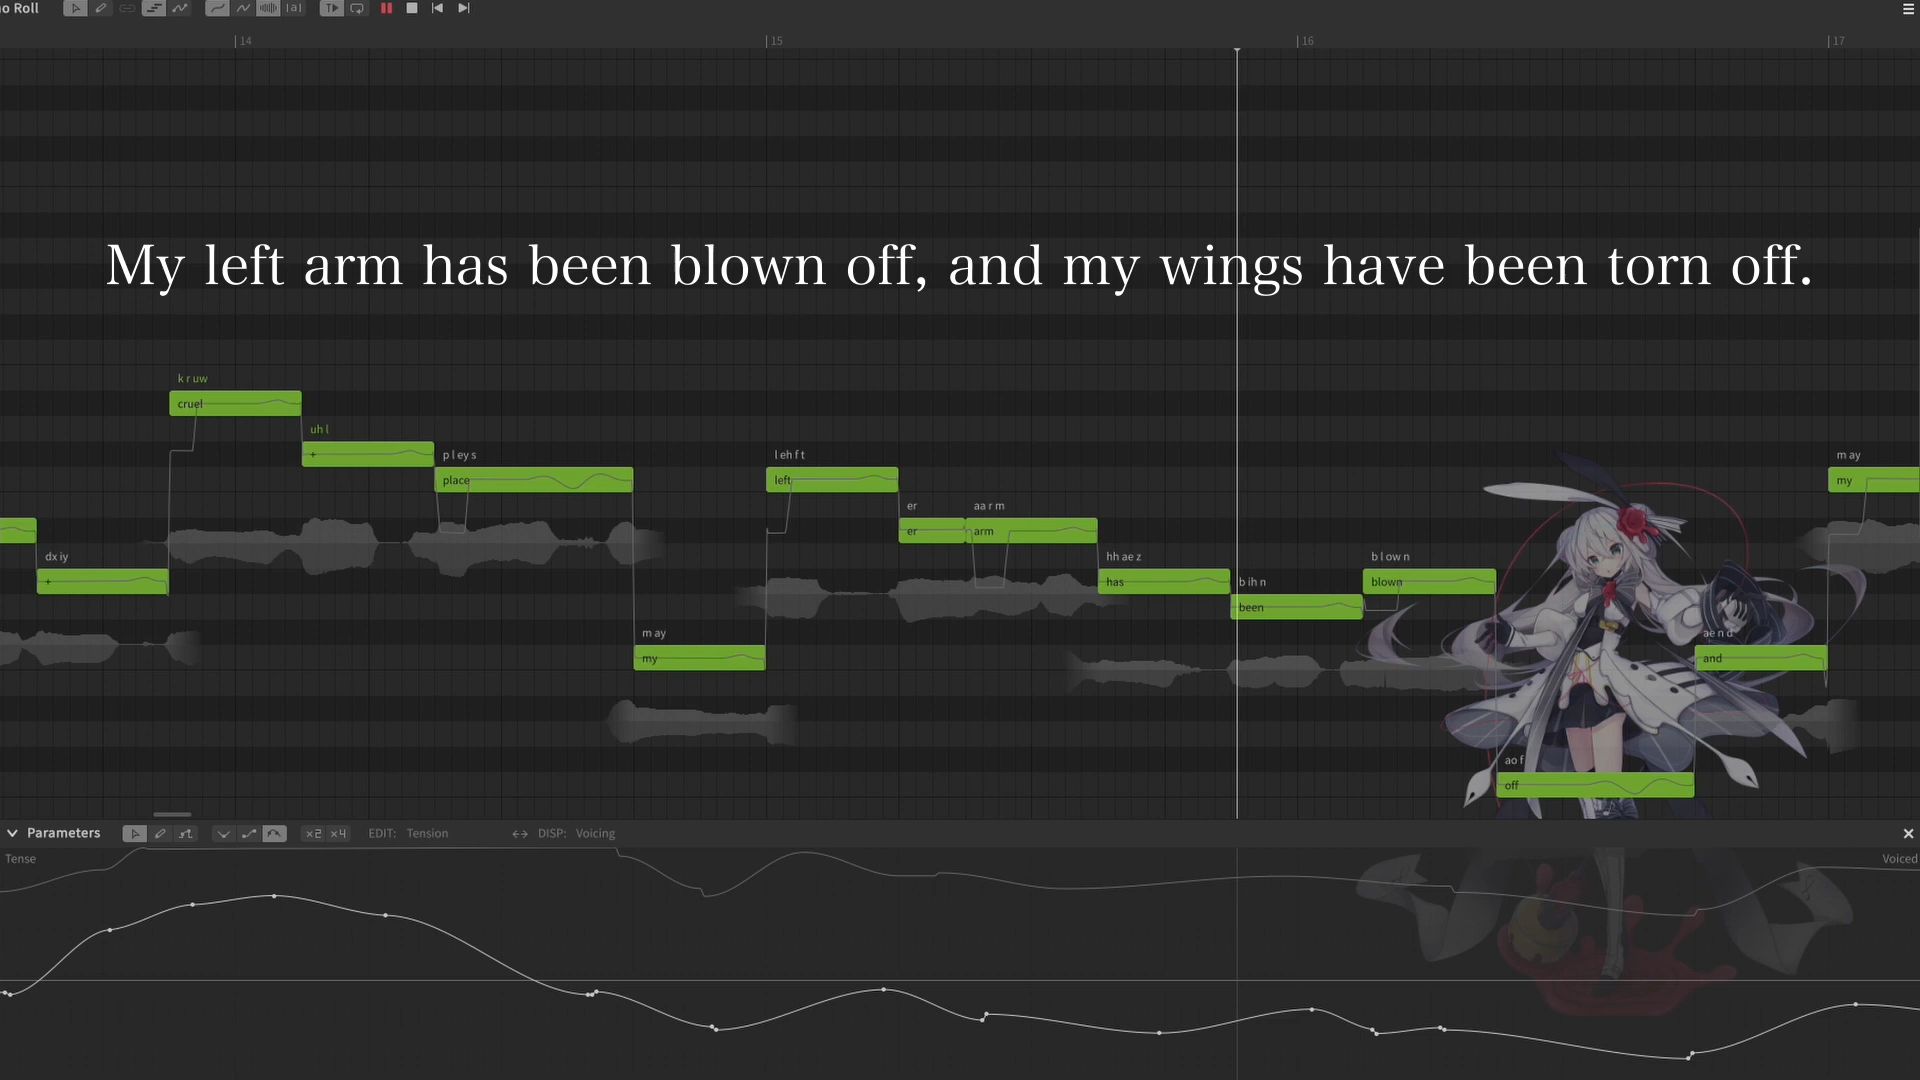 o Roll
14 15 16 17
My left arm has been blown off, and my wings have been torn off.
k r uw
cruel
uh l
+
p l ey s
place
l eh f t
left
m ay
my
er
er
aa r m
arm
dx iy
+
hh ae z
has
b ih n
been
b l ow n
blown
m ay
my
ae n d
and
ao f
off
Parameters x2 x4 EDIT: Tension DISP: Voicing
Tense Voiced